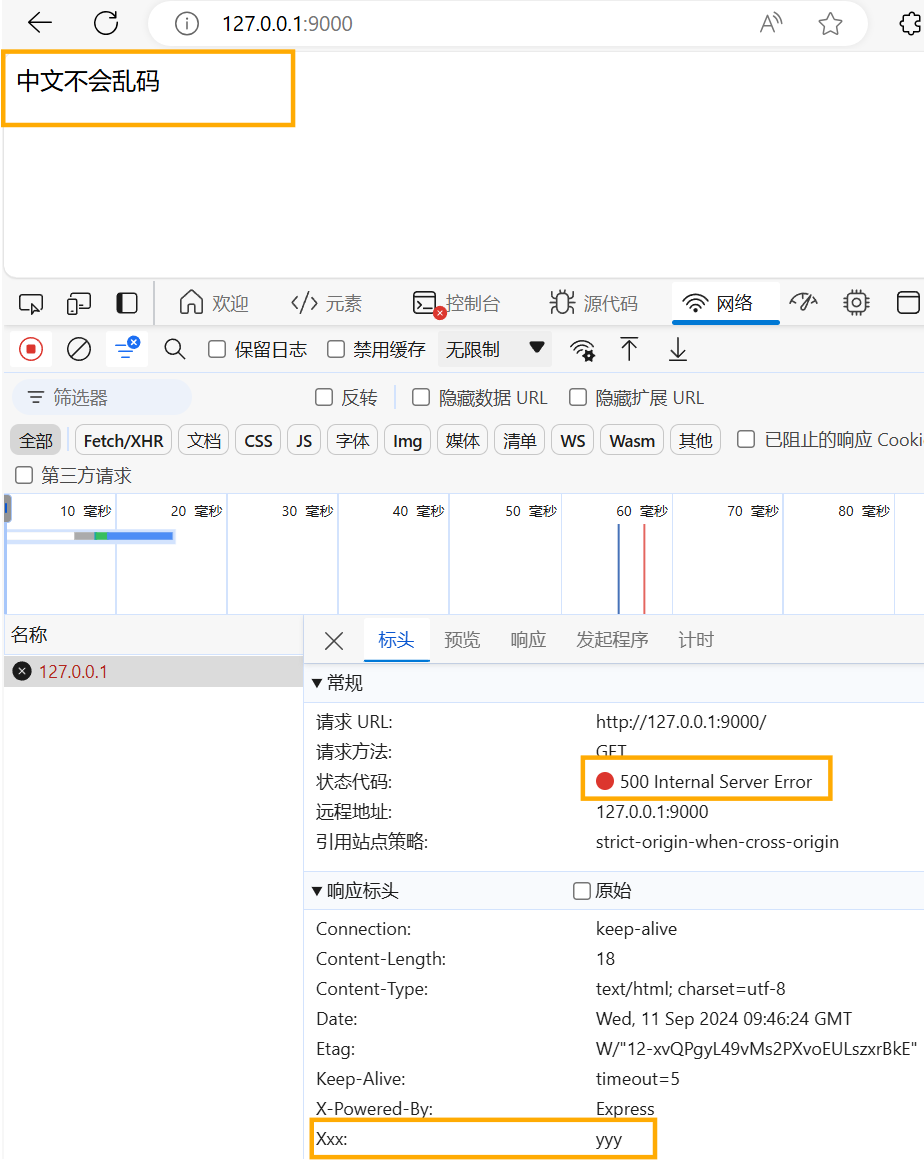 127.0.0.1:9000
中文不会乱码
欢迎 元素 控制台 源代码 网络
保留日志 禁用缓存 无限制
筛选器 反转 隐藏数据 URL 隐藏扩展 URL
全部 Fetch/XHR 文档 CSS JS 字体 Img 媒体 清单 WS Wasm 其他 已阻止的响应 Cooki
第三方请求
10 毫秒 20 毫秒 30 毫秒 40 毫秒 50 毫秒 60 毫秒 70 毫秒 80 毫秒
名称 标头 预览 响应 发起程序 计时
127.0.0.1
常规
请求 URL: http://127.0.0.1:9000/
请求方法: GET
状态代码: 500 Internal Server Error
远程地址: 127.0.0.1:9000
引用站点策略: strict-origin-when-cross-origin
响应标头 原始
Connection: keep-alive
Content-Length: 18
Content-Type: text/html; charset=utf-8
Date: Wed, 11 Sep 2024 09:46:24 GMT
Etag: W/"12-xvQPgyL49vMs2PXvoEULszxrBkE"
Keep-Alive: timeout=5
X-Powered-By: Express
Xxx: yyy